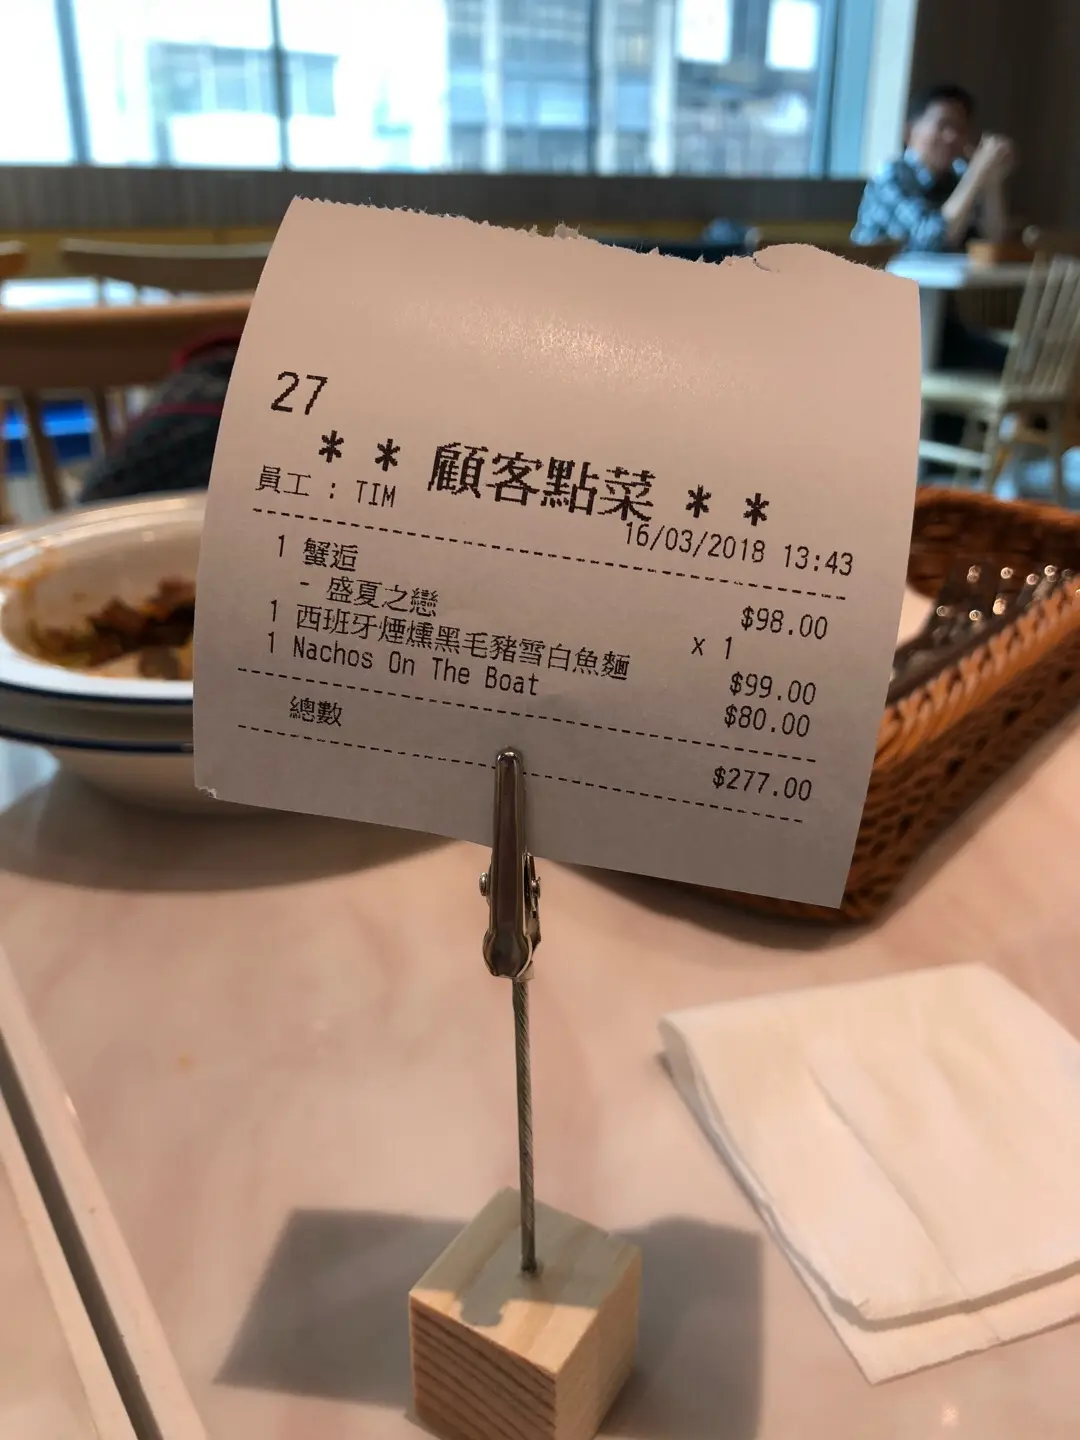 27
** 顧客點菜 **
員工 : TIM
16/03/2018 13:43
1 蟹逅 $98.00
- 盛夏之戀 x 1
1 西班牙煙燻黑毛豬雪白魚麵 $99.00
1 Nachos On The Boat $80.00
總數 $277.00